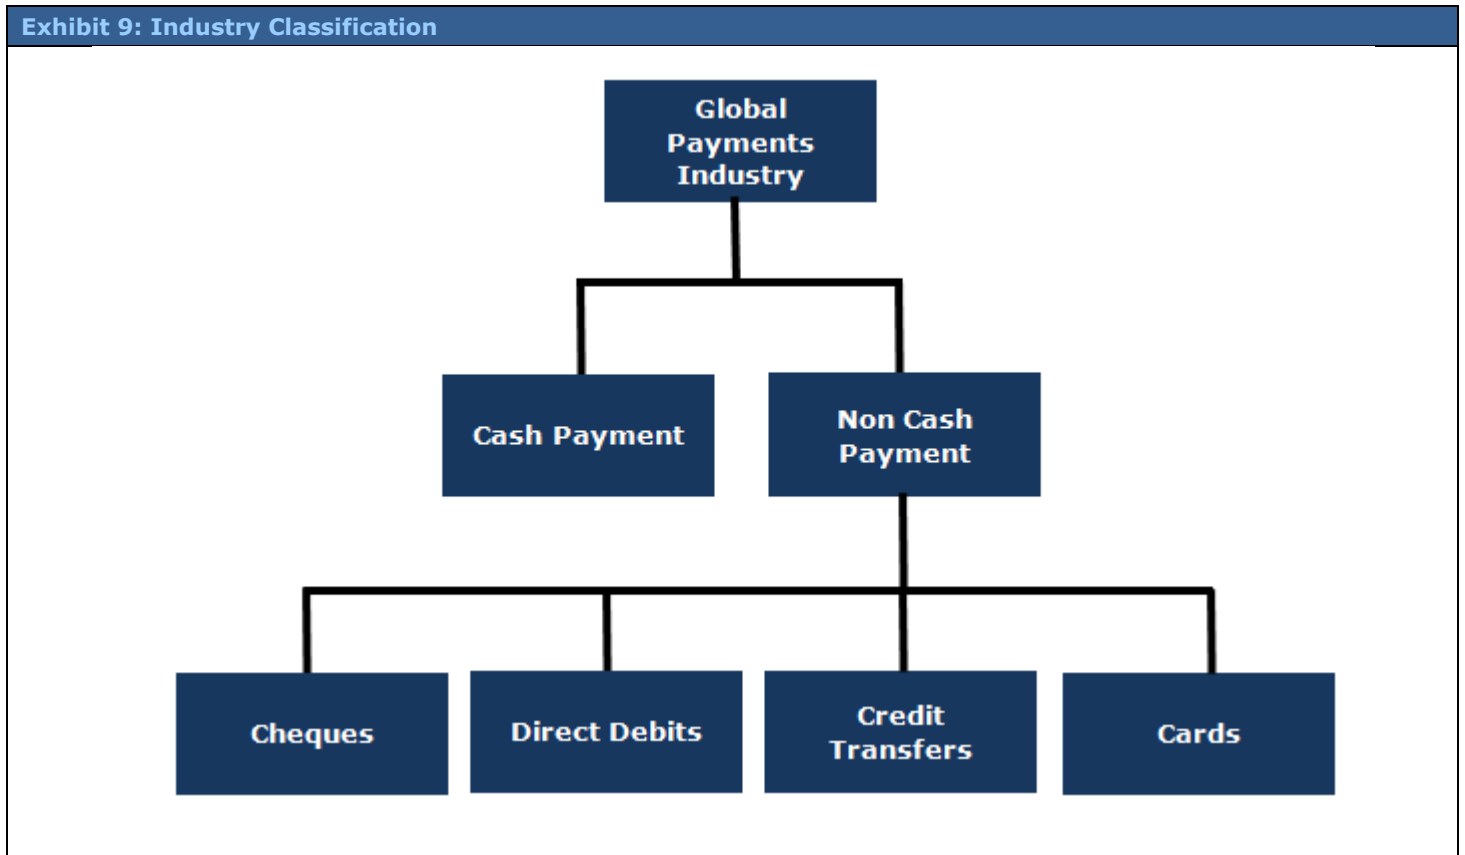 Exhibit 9: Industry Classification
Global
Payments
Industry
Cash Payment
Non Cash
Payment
Cheques
Direct Debits
Credit
Transfers
Cards